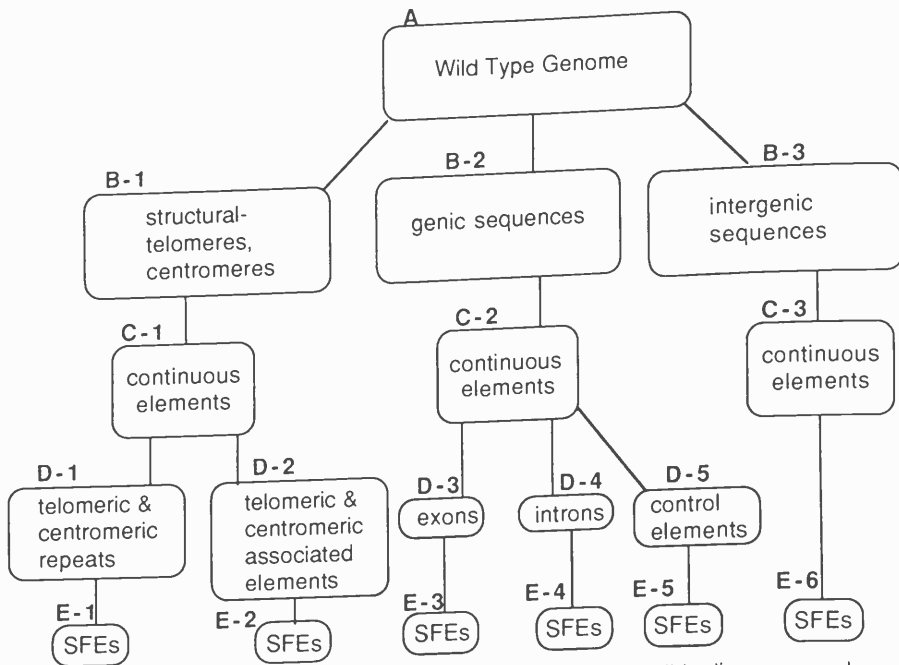 A
Wild Type Genome
B-1
B-2
B-3
structural-
telomeres,
centromeres
genic sequences
intergenic
sequences
C-1
C-2
C-3
continuous
elements
continuous
elements
continuous
elements
D-1
D-2
D-3
D-4
D-5
telomeric &
centromeric
repeats
telomeric &
centromeric
associated
elements
exons
introns
control
elements
E-1
E-2
E-3
E-4
E-5
E-6
SFEs
SFEs
SFEs
SFEs
SFEs
SFEs